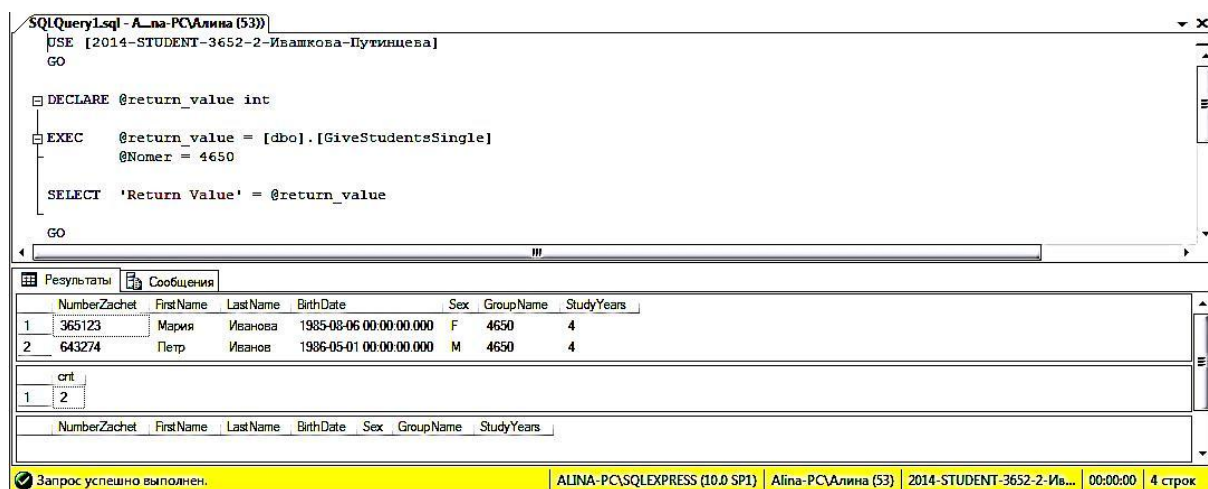 SQLQuery1.sql - A...na-PC\Алина (53))
USE [2014-STUDENT-3652-2-Ивашкова-Путинцева]
GO
DECLARE @return_value int
EXEC @return_value = [dbo].[GiveStudentsSingle]
@Nomer = 4650
SELECT 'Return Value' = @return_value
GO
Результаты Сообщения
NumberZachet FirstName LastName BirthDate Sex GroupName StudyYears
1 365123 Мария Иванова 1985-08-06 00:00:00.000 F 4650 4
2 643274 Петр Иванов 1986-05-01 00:00:00.000 M 4650 4
cnt
1 2
NumberZachet FirstName LastName BirthDate Sex GroupName StudyYears
Запрос успешно выполнен. ALINA-PC\SQLEXPRESS (10.0 SP1) Alina-PC\Алина (53) 2014-STUDENT-3652-2-Ив... 00:00:00 4 строк